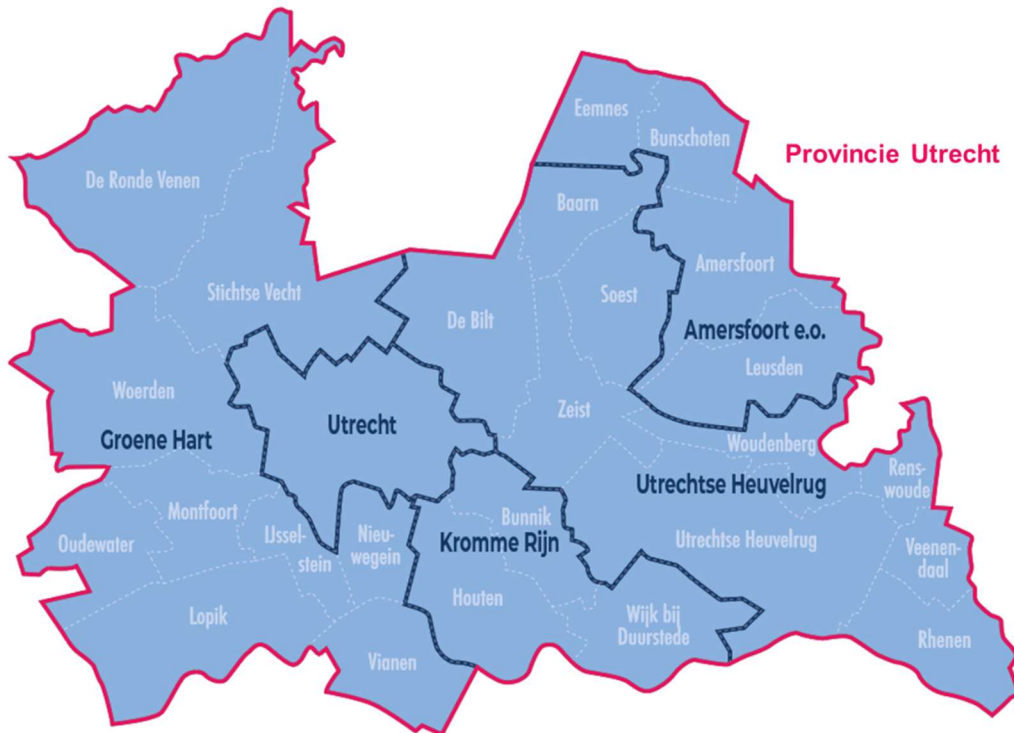 Eemnes
Bunschoten
Provincie Utrecht
De Ronde Venen
Baarn
Amersfoort
Stichtse Vecht
Soest
De Bilt
Amersfoort e.o.
Leusden
Woerden
Zeist
Utrecht
Groene Hart
Woudenberg
Rens-
woude
Utrechtse Heuvelrug
Montfoort
Bunnik
IJssel-
stein
Nieu-
wegein
Kromme Rijn
Utrechtse Heuvelrug
Oudewater
Veenen-
daal
Houten
Lopik
Wijk bij
Duurstede
Rhenen
Vianen